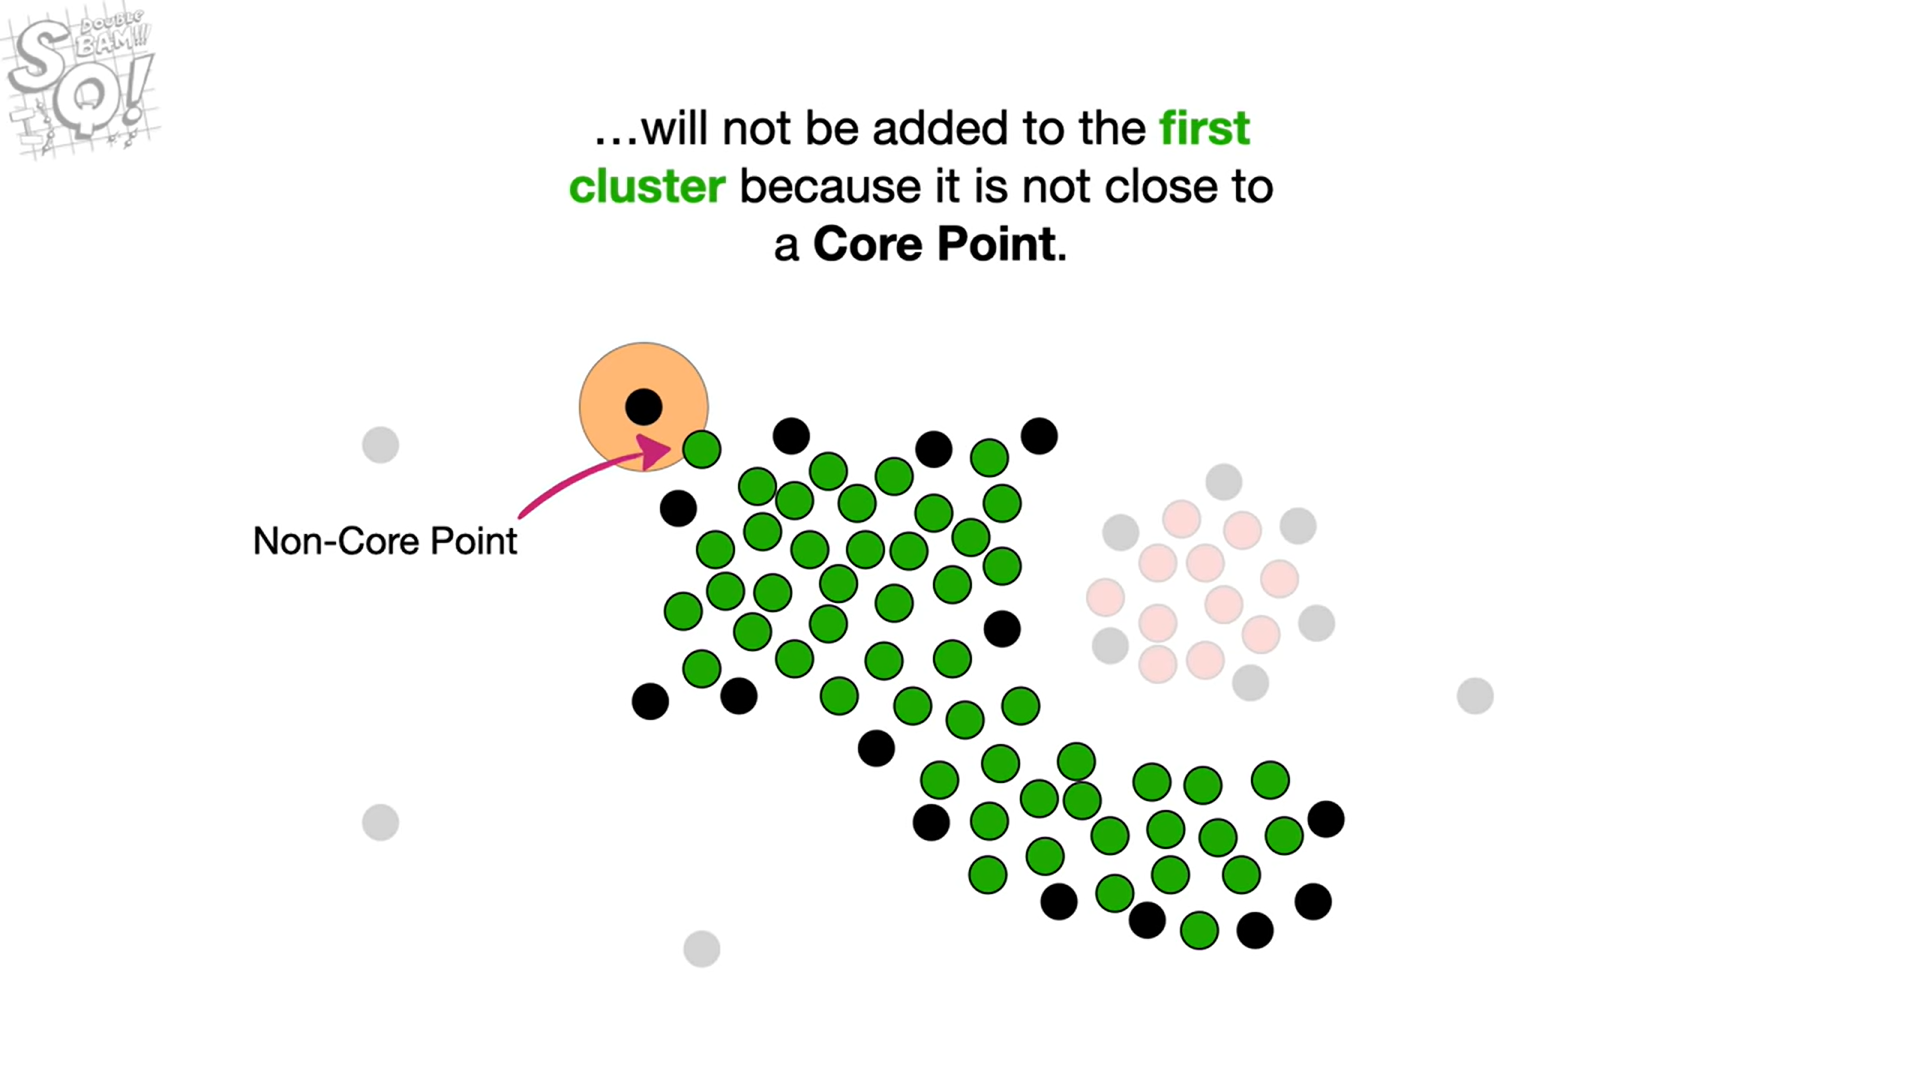 SQ!
DOUBLE
BAM!!!
...will not be added to the first
cluster because it is not close to
a Core Point.
Non-Core Point